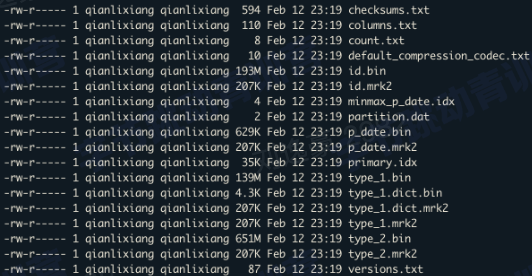 -rw-r----- 1 qianlixiang qianlixiang 594 Feb 12 23:19 checksums.txt
-rw-r----- 1 qianlixiang qianlixiang 110 Feb 12 23:19 columns.txt
-rw-r----- 1 qianlixiang qianlixiang 8 Feb 12 23:19 count.txt
-rw-r----- 1 qianlixiang qianlixiang 10 Feb 12 23:19 default_compression_codec.txt
-rw-r----- 1 qianlixiang qianlixiang 193M Feb 12 23:19 id.bin
-rw-r----- 1 qianlixiang qianlixiang 207K Feb 12 23:19 id.mrk2
-rw-r----- 1 qianlixiang qianlixiang 4 Feb 12 23:19 minmax_p_date.idx
-rw-r----- 1 qianlixiang qianlixiang 2 Feb 12 23:19 partition.dat
-rw-r----- 1 qianlixiang qianlixiang 629K Feb 12 23:19 p_date.bin
-rw-r----- 1 qianlixiang qianlixiang 207K Feb 12 23:19 p_date.mrk2
-rw-r----- 1 qianlixiang qianlixiang 35K Feb 12 23:19 primary.idx
-rw-r----- 1 qianlixiang qianlixiang 139M Feb 12 23:19 type_1.bin
-rw-r----- 1 qianlixiang qianlixiang 4.3K Feb 12 23:19 type_1.dict.bin
-rw-r----- 1 qianlixiang qianlixiang 207K Feb 12 23:19 type_1.dict.mrk2
-rw-r----- 1 qianlixiang qianlixiang 207K Feb 12 23:19 type_1.mrk2
-rw-r----- 1 qianlixiang qianlixiang 651M Feb 12 23:19 type_2.bin
-rw-r----- 1 qianlixiang qianlixiang 207K Feb 12 23:19 type_2.mrk2
-rw-r----- 1 qianlixiang qianlixiang 87 Feb 12 23:19 versions.txt